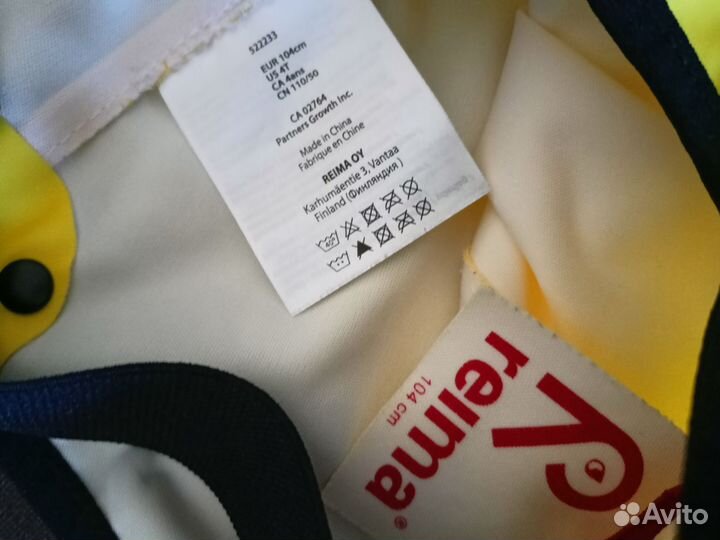 522233
EUR 104cm
US 4T
CA 4ans
CN 110/50
CA 02764
Partners Growth Inc.
Made in China
Fabrique en Chine
REIMA OY
Karhumäentie 3, Vantaa
Finland (Финляндия )
40°
reima®
104 cm
Avito